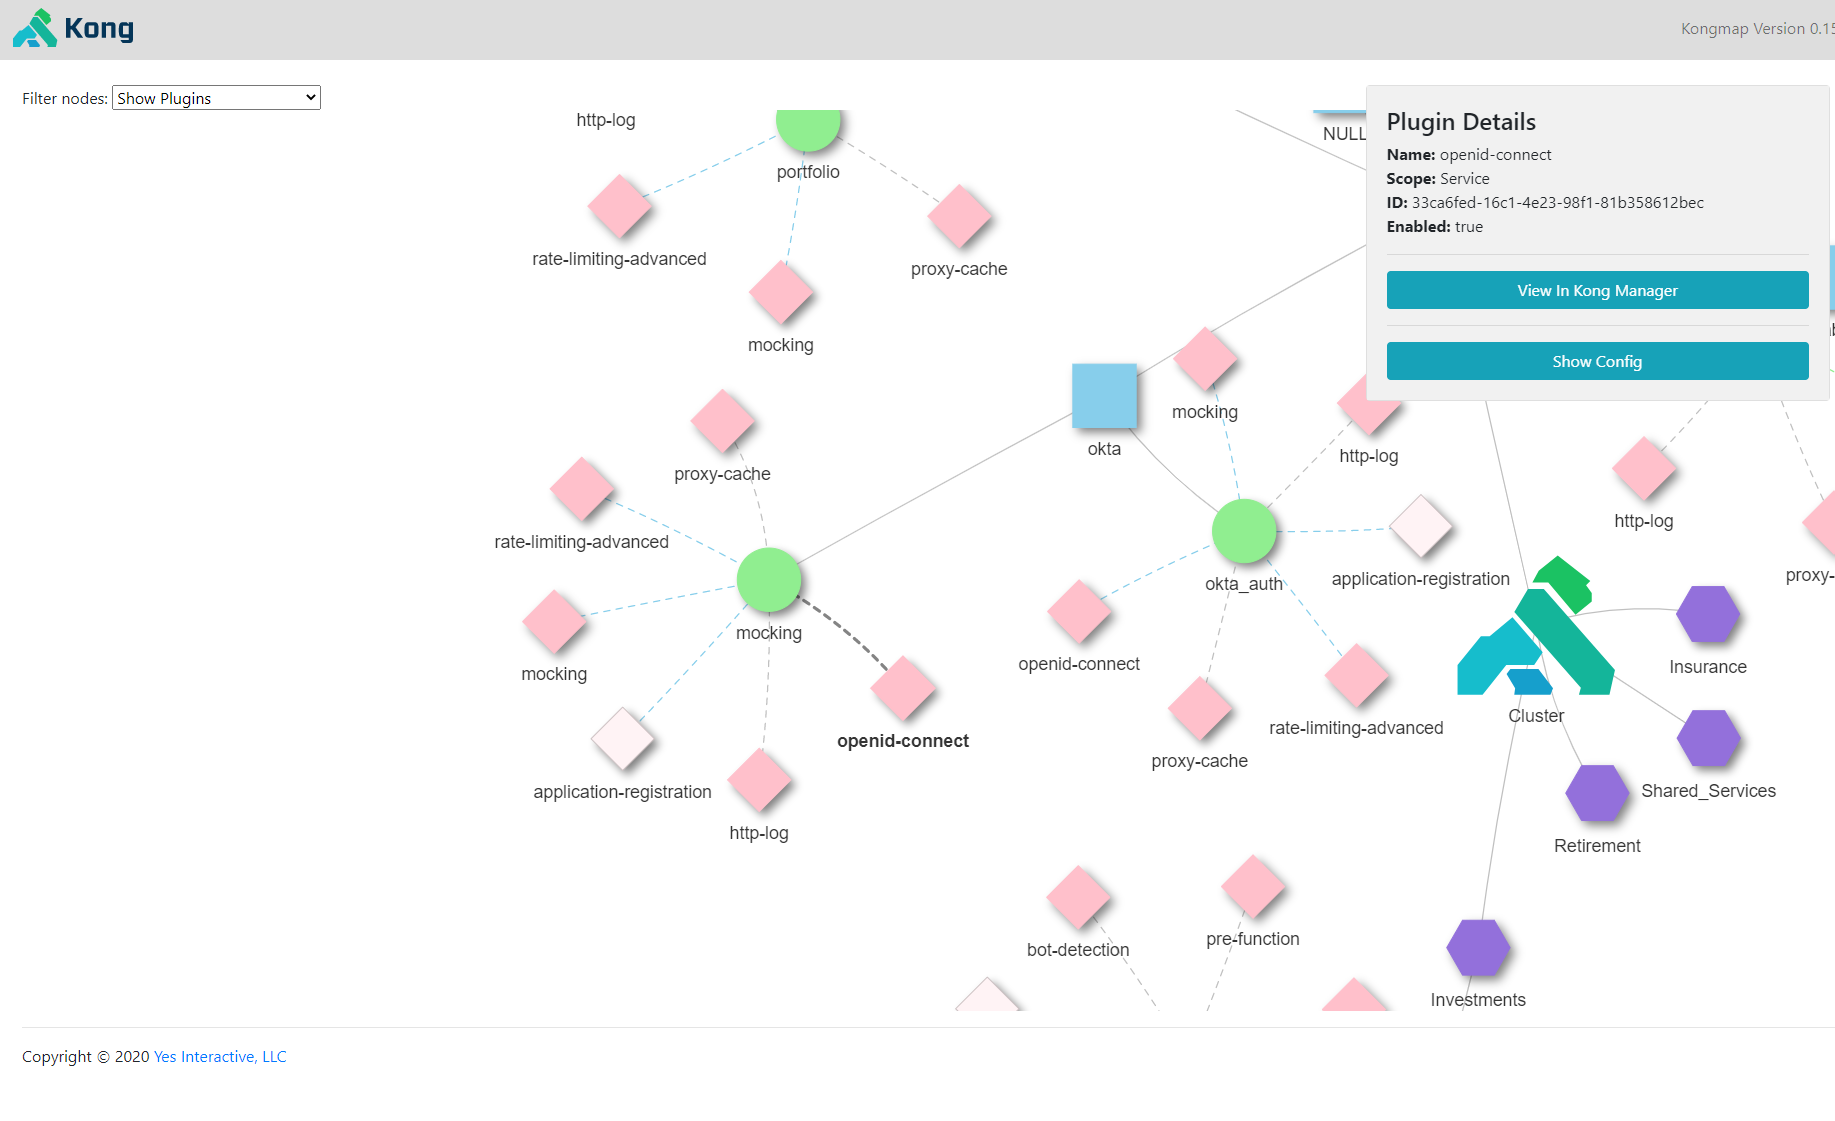 Kong
Kongmap Version 0.15
Filter nodes: Show Plugins
http-log
portfolio
rate-limiting-advanced
proxy-cache
mocking
NULL
Plugin Details
Name: openid-connect
Scope: Service
ID: 33ca6fed-16c1-4e23-98f1-81b358612bec
Enabled: true
View In Kong Manager
Show Config
mocking
okta
http-log
proxy-cache
rate-limiting-advanced
http-log
application-registration
okta_auth
proxy-
mocking
openid-connect
mocking
Insurance
Cluster
rate-limiting-advanced
openid-connect
proxy-cache
application-registration
Shared_Services
http-log
Retirement
bot-detection
pre-function
Investments
Copyright © 2020 Yes Interactive, LLC